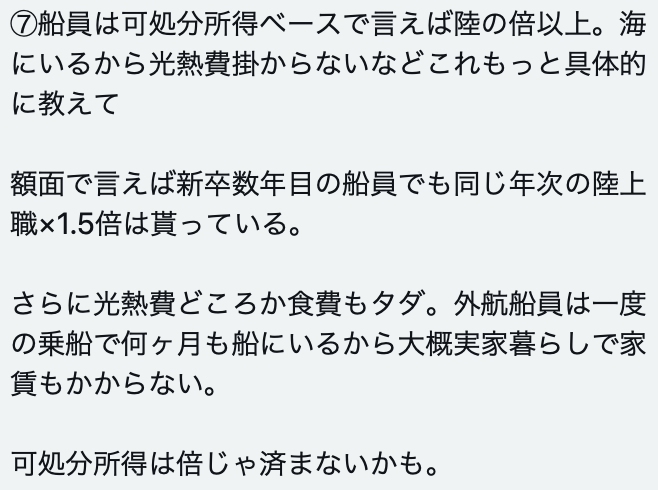 ⑦船員は可処分所得ベースで言えば陸の倍以上。海
にいるから光熱費掛からないなどこれもっと具体的
に教えて
額面で言えば新卒数年目の船員でも同じ年次の陸上
職×1.5倍は貰っている。
さらに光熱費どころか食費もタダ。外航船員は一度
の乗船で何ヶ月も船にいるから大概実家暮らしで家
賃もかからない。
可処分所得は倍じゃ済まないかも。